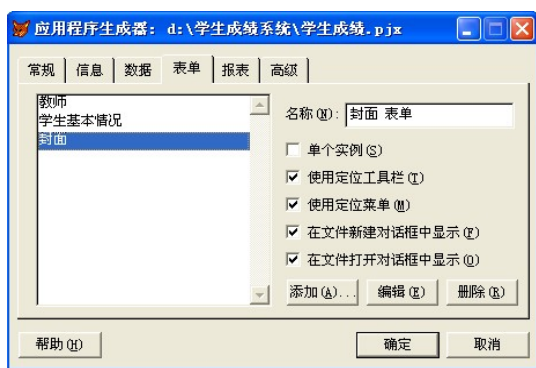 应用程序生成器: d:\学生成绩系统\学生成绩.pjx
常规 信息 数据 表单 报表 高级
教师
学生基本情况
封面
名称(N): 封面 表单
单个实例(S)
使用定位工具栏(T)
使用定位菜单(M)
在文件新建对话框中显示(F)
在文件打开对话框中显示(O)
添加(A)... 编辑(E) 删除(R)
帮助(H) 确定 取消